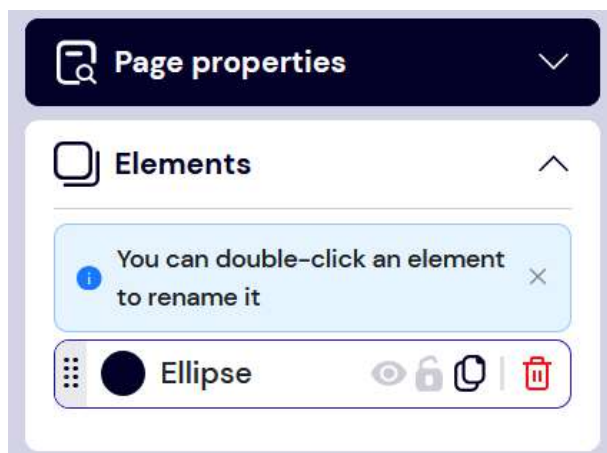 Page properties
Elements
You can double-click an element
to rename it
Ellipse